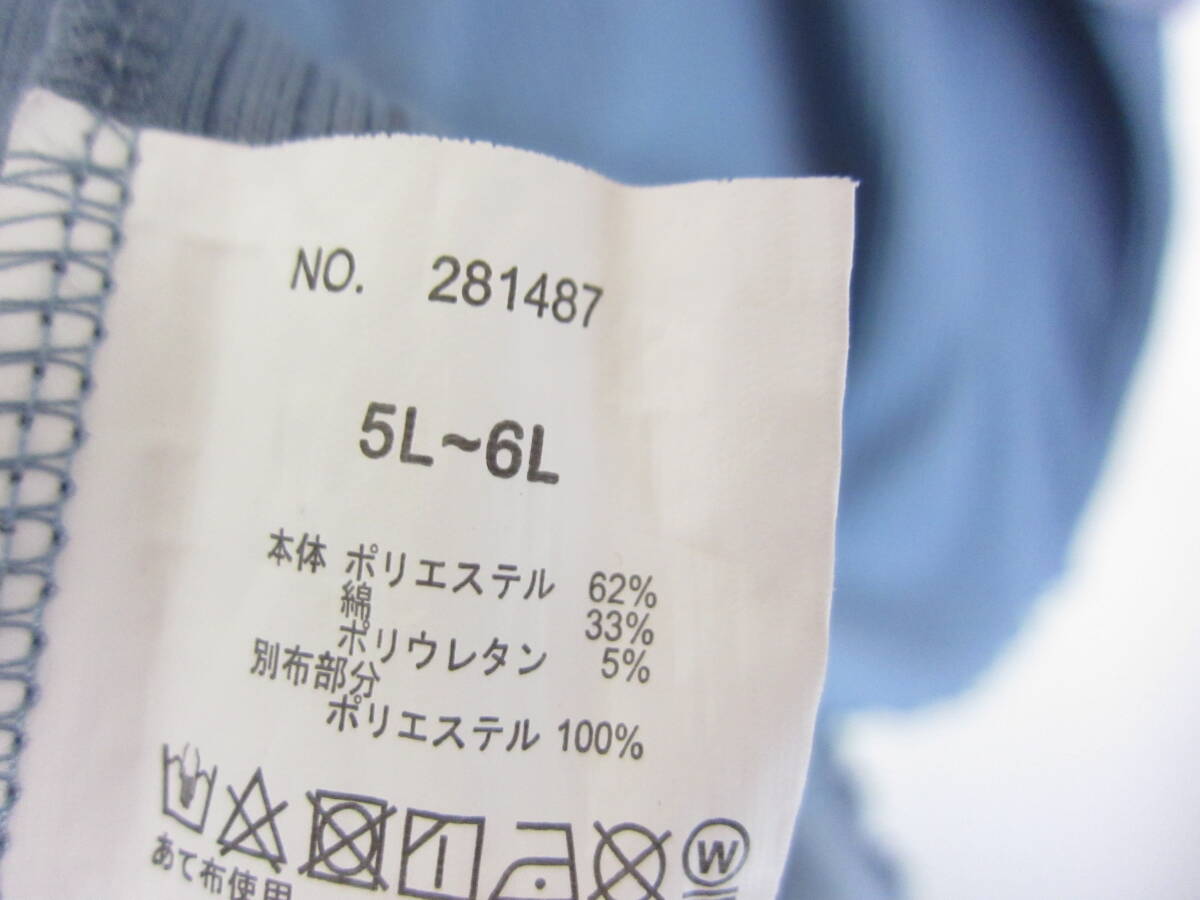 NO. 281487
5L~6L
本体 ポリエステル 62%
綿 33%
ポリウレタン 5%
別布部分
ポリエステル 100%
W
あて布使用